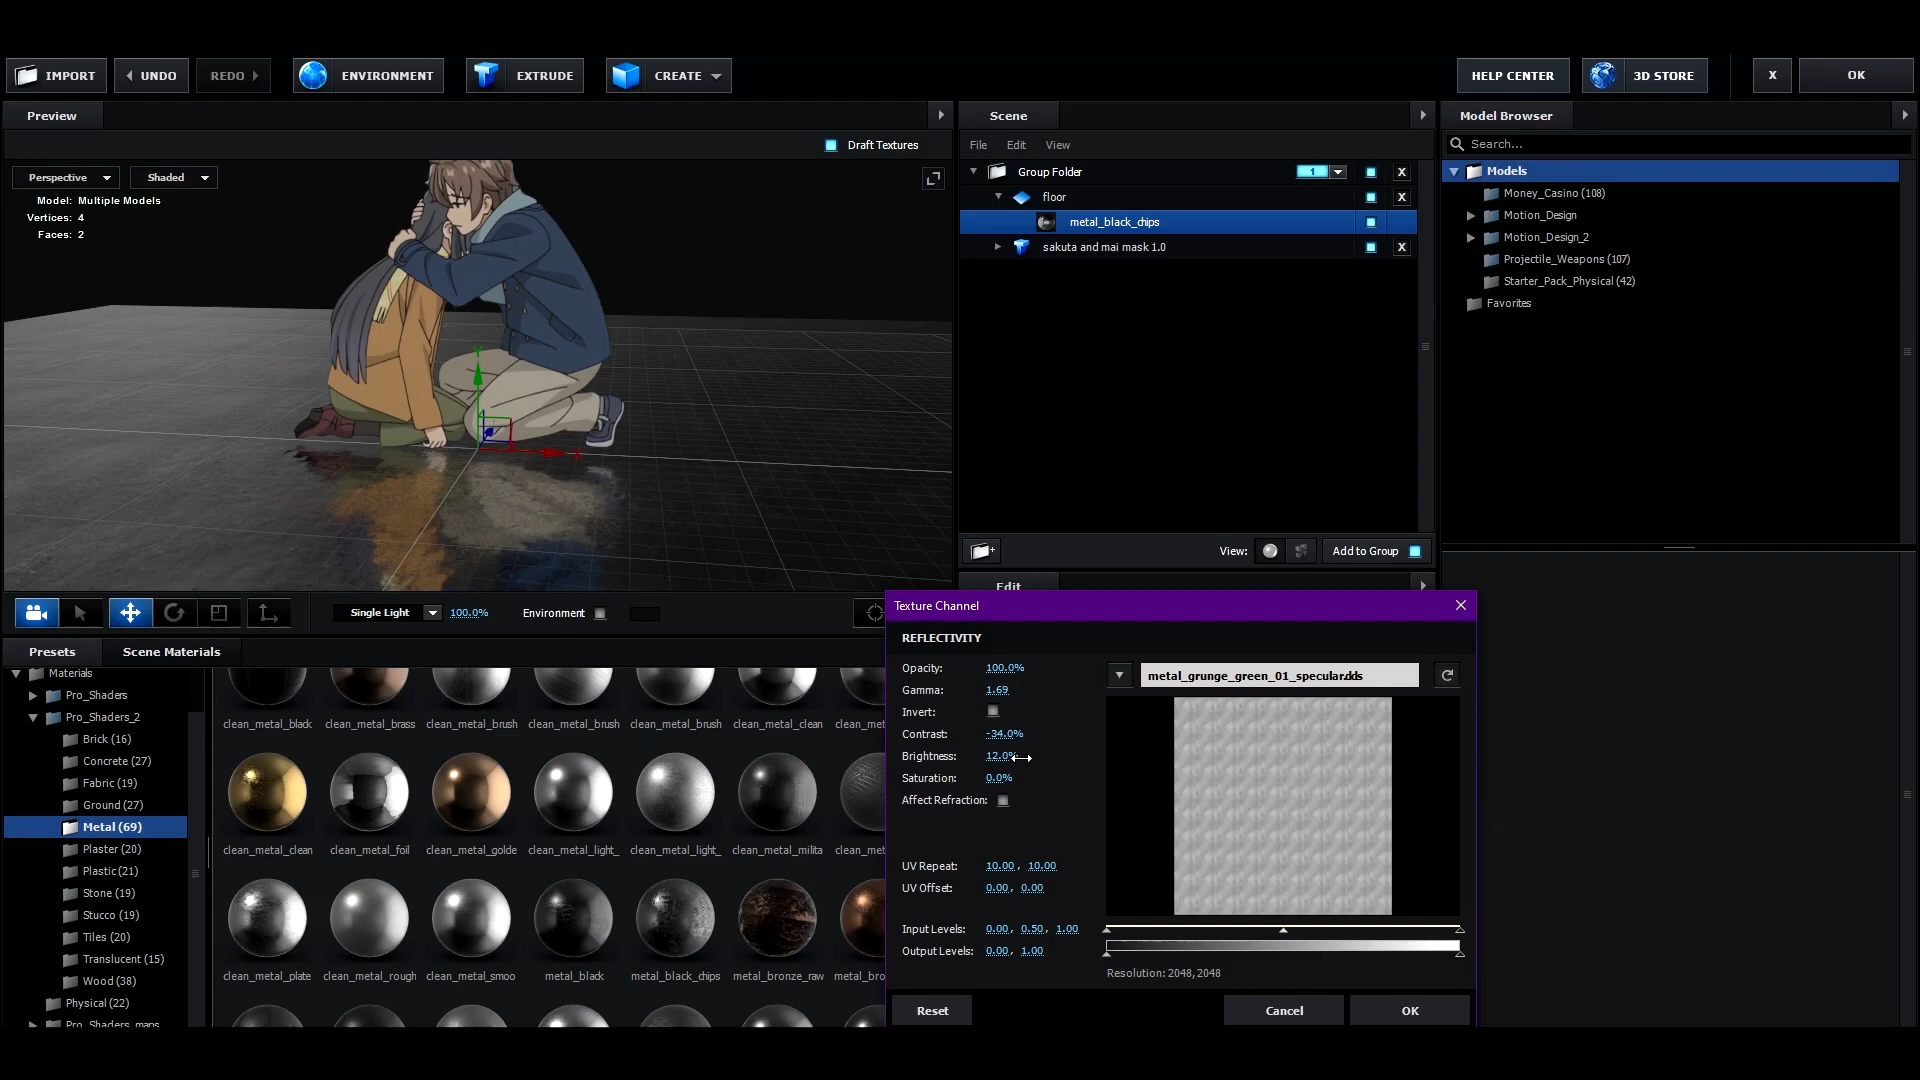 IMPORT
UNDO
REDO
ENVIRONMENT
EXTRUDE
CREATE
HELP CENTER
3D STORE
X
OK
Preview
Draft Textures
Perspective
Shaded
Model: Multiple Models
Vertices: 4
Faces: 2
Y
X
Scene
File Edit View
Group Folder
1
X
floor
X
metal_black_chips
sakuta and mai mask 1.0
X
View:
Add to Group
Edit
Model Browser
Search...
Models
Money_Casino (108)
Motion_Design
Motion_Design_2
Projectile_Weapons (107)
Starter_Pack_Physical (42)
Favorites
Single Light
100.0%
Environment
Presets
Scene Materials
Materials
Pro_Shaders
Pro_Shaders_2
Brick (16)
Concrete (27)
Fabric (19)
Ground (27)
Metal (69)
Plaster (20)
Plastic (21)
Stone (19)
Stucco (19)
Tiles (20)
Translucent (15)
Wood (38)
Physical (22)
Pro_Shaders_maps
clean_metal_black clean_metal_brass clean_metal_brush clean_metal_brush clean_metal_brush clean_metal_clean clean_me
clean_metal_clean clean_metal_foil clean_metal_golde clean_metal_light_ clean_metal_light_ clean_metal_milita clean_me
clean_metal_plate clean_metal_rough clean_metal_smoo metal_black metal_black_chips metal_bronze_raw metal_bro
Texture Channel
REFLECTIVITY
Opacity: 100.0%
Gamma: 1.69
Invert:
Contrast: -34.0%
Brightness: 12.0%
Saturation: 0.0%
Affect Refraction:
UV Repeat: 10.00, 10.00
UV Offset: 0.00, 0.00
Input Levels: 0.00, 0.50, 1.00
Output Levels: 0.00, 1.00
metal_grunge_green_01_specular.dds
Resolution: 2048, 2048
Reset
Cancel
OK